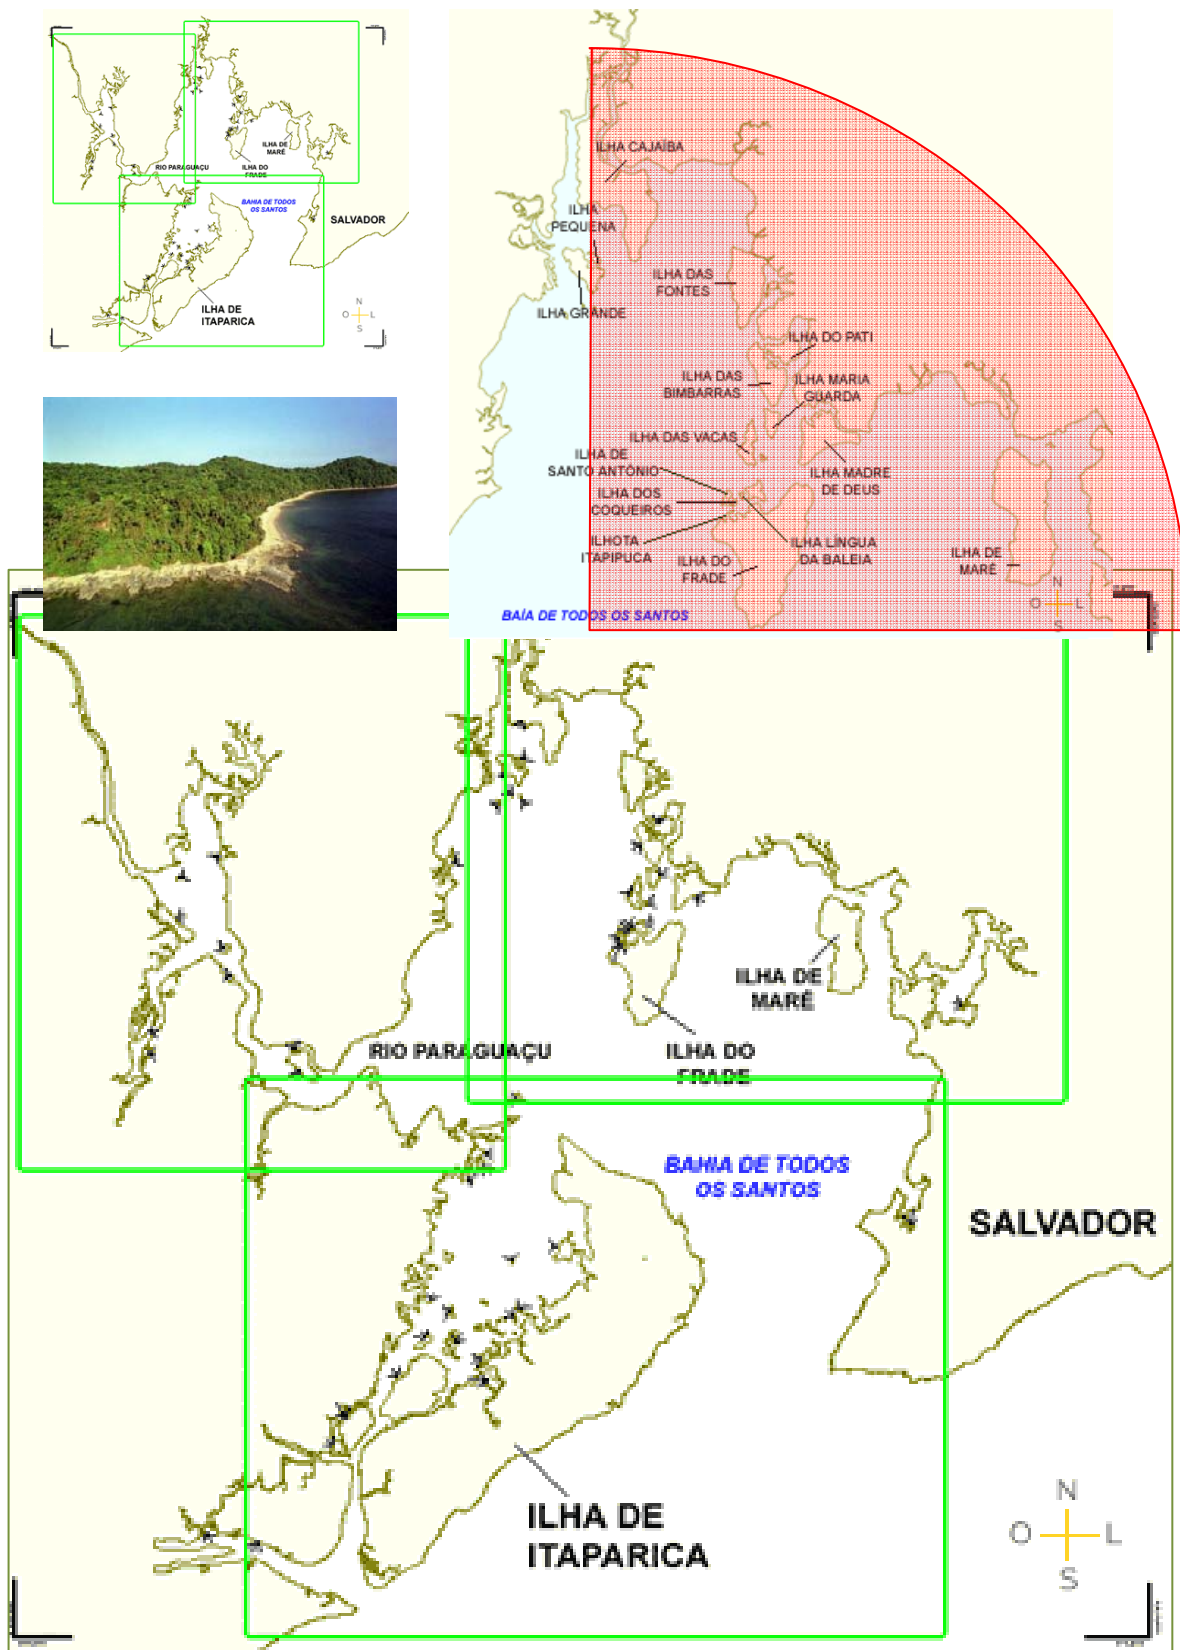 RIO PARAGUAÇU
ILHA DO
FRADE
ILHA DE
MARÉ
BAHIA DE TODOS
OS SANTOS
SALVADOR
ILHA DE
ITAPARICA
N
O
L
S
ILHA CAJAÍBA
ILHA
PEQUENA
ILHA GRANDE
ILHA DAS
FONTES
ILHA DO PATI
ILHA DAS
BIMBARRAS
ILHA MARIA
GUARDA
ILHA DAS VACAS
ILHA DE
SANTO ANTÔNIO
ILHA MADRE
DE DEUS
ILHA DOS
COQUEIROS
ILHOTA
ITAPIPUCA
ILHA LÍNGUA
DA BALEIA
ILHA DO
FRADE
ILHA DE
MARÉ
BAÍA DE TODOS OS SANTOS
N
O
L
S
ILHA DE
MARÉ
RIO PARAGUAÇU
ILHA DO
FRADE
BAHIA DE TODOS
OS SANTOS
SALVADOR
ILHA DE
ITAPARICA
N
O
L
S